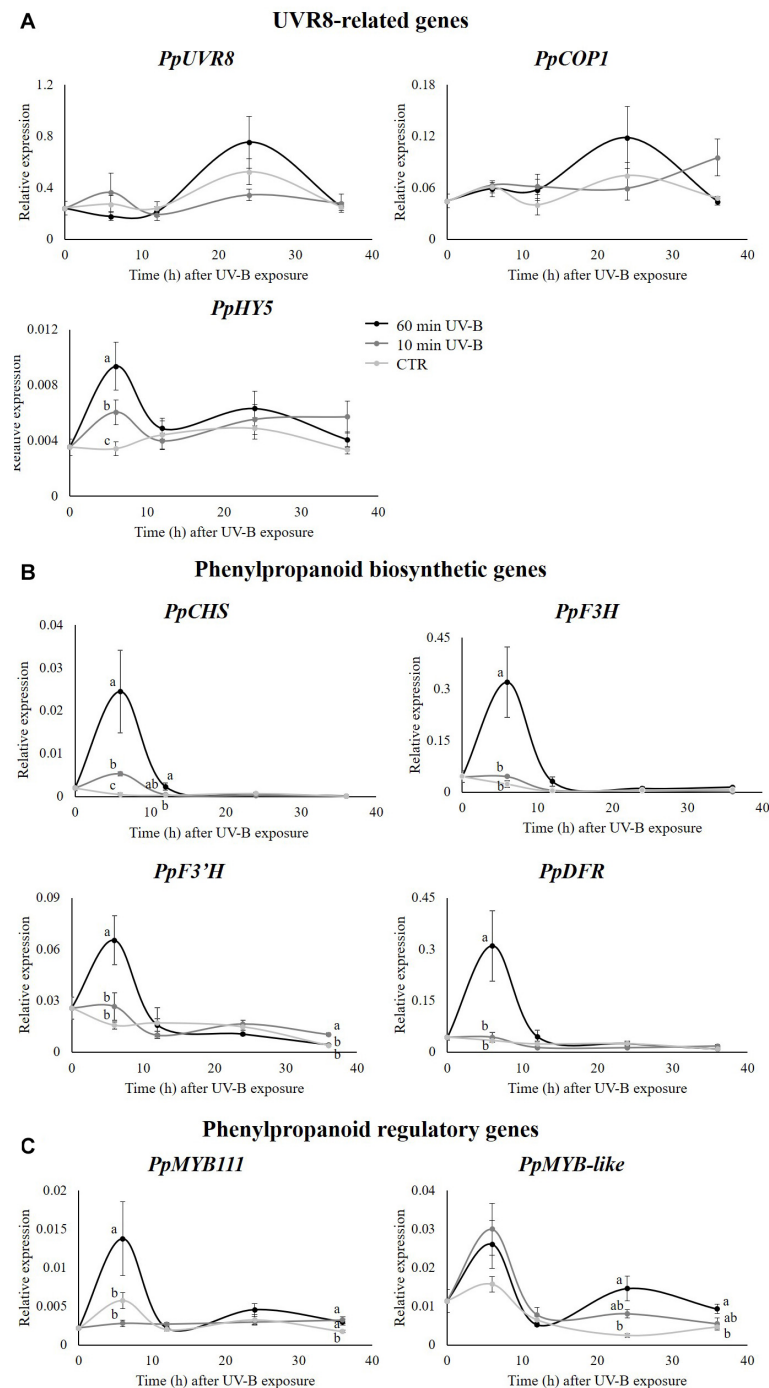 A
UVR8-related genes
PpUVR8
Relative expression
1.2
0.8
0.4
0
0
10
20
30
40
Time (h) after UV-B exposure
PpCOP1
Relative expression
0.18
0.12
0.06
0
0
10
20
30
40
Time (h) after UV-B exposure
PpHY5
Relative expression
0.012
0.008
0.004
0
a
b
c
0
10
20
30
40
Time (h) after UV-B exposure
60 min UV-B
10 min UV-B
CTR
B
Phenylpropanoid biosynthetic genes
PpCHS
Relative expression
0.04
0.03
0.02
0.01
0
a
b
c
ab
a
b
0
10
20
30
40
Time (h) after UV-B exposure
PpF3H
Relative expression
0.45
0.3
0.15
0
a
b
b
0
10
20
30
40
Time (h) after UV-B exposure
PpF3’H
Relative expression
0.09
0.06
0.03
0
a
b
b
a
b
b
0
10
20
30
40
Time (h) after UV-B exposure
PpDFR
Relative expression
0.45
0.3
0.15
0
a
b
b
0
10
20
30
40
Time (h) after UV-B exposure
Phenylpropanoid regulatory genes
C
PpMYB111
Relative expression
0.02
0.015
0.01
0.005
0
a
b
b
a
a
b
0
10
20
30
40
Time (h) after UV-B exposure
PpMYB-like
Relative expression
0.04
0.03
0.02
0.01
0
a
ab
b
a
ab
b
0
10
20
30
40
Time (h) after UV-B exposure